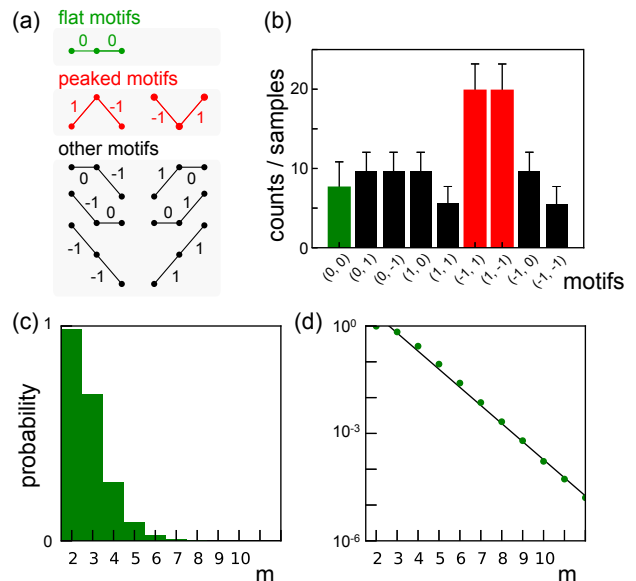 (a)
flat motifs
0 0
peaked motifs
1 -1 -1 1
other motifs
0 -1 1 0
-1 0 0 1
-1 -1 1 1
(b)
counts / samples
20
10
0
(0, 0) (0, 1) (0, -1) (1, 0) (1, 1) (-1, 1) (1, -1) (-1, 0) (-1, -1)
motifs
(c)
probability
1
0
2 3 4 5 6 7 8 9 10
m
(d)
10^0
10^-3
10^-6
2 3 4 5 6 7 8 9 10
m